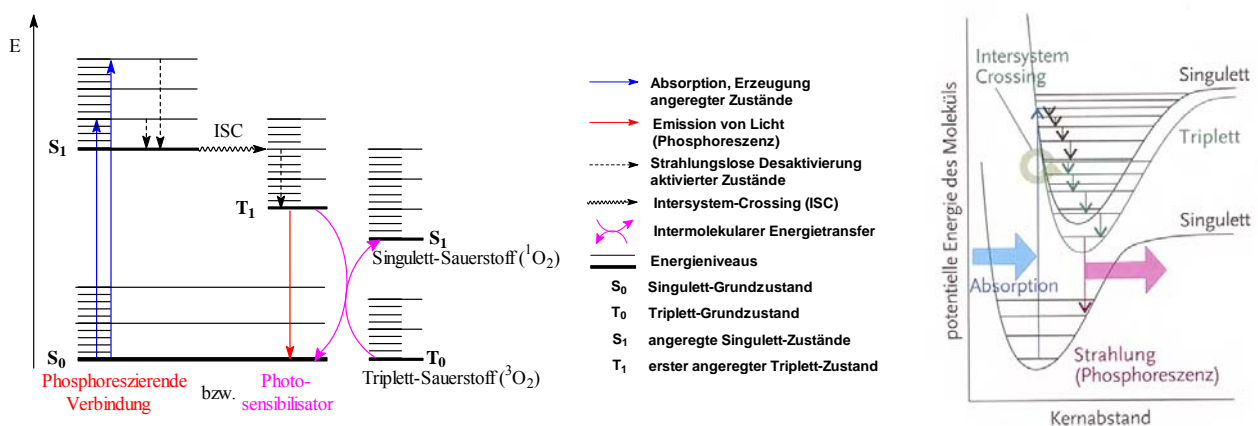 E
S1
ISC
T1
S1
Singulett-Sauerstoff (¹O2)
S0
T0
Triplett-Sauerstoff (³O2)
Phosphoreszierende
Verbindung
bzw.
Photo-
sensibilisator
Absorption, Erzeugung
angeregter Zustände
Emission von Licht
(Phosphoreszenz)
Strahlungslose Desaktivierung
aktivierter Zustände
Intersystem-Crossing (ISC)
Intermolekularer Energietransfer
Energieniveaus
S0 Singulett-Grundzustand
T0 Triplett-Grundzustand
S1 angeregte Singulett-Zustände
T1 erster angeregter Triplett-Zustand
potentielle Energie des Moleküls
Intersystem
Crossing
Singulett
Triplett
Singulett
Absorption
Strahlung
(Phosphoreszenz)
Kernabstand